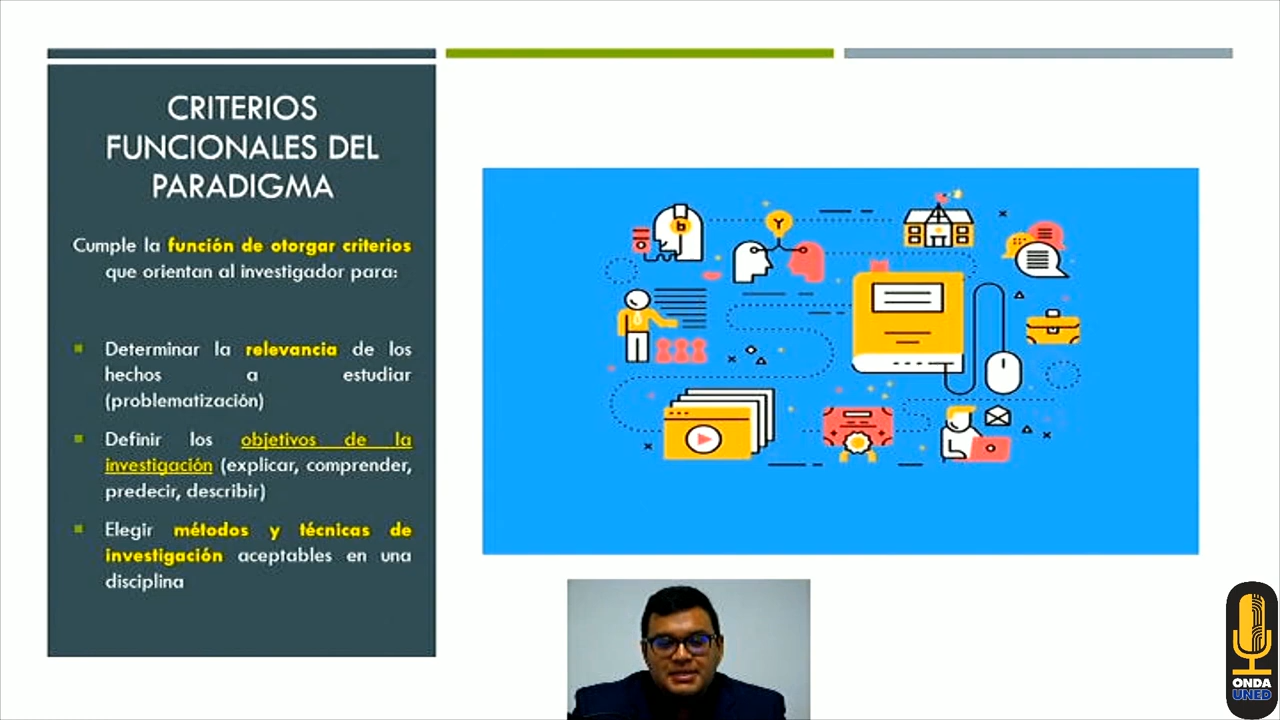 CRITERIOS
FUNCIONALES DEL
PARADIGMA
Cumple la función de otorgar criterios
que orientan al investigador para:
Determinar la relevancia de los
hechos a estudiar
(problematización)
Definir los objetivos de la
investigación (explicar, comprender,
predecir, describir)
Elegir métodos y técnicas de
investigación aceptables en una
disciplina
b
Y
ONDA
UNED